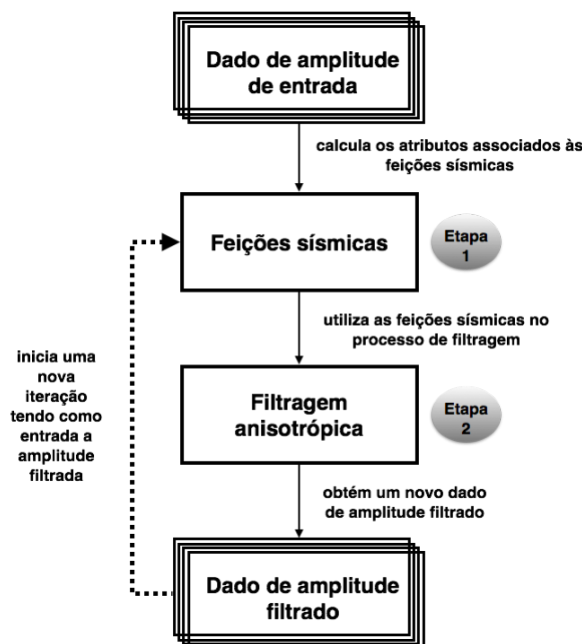 Dado de amplitude
de entrada
calcula os atributos associados às
feições sísmicas
Feições sísmicas
Etapa
1
utiliza as feições sísmicas no
processo de filtragem
inicia uma
nova
iteração
tendo como
entrada a
amplitude
filtrada
Filtragem
anisotrópica
Etapa
2
obtém um novo dado
de amplitude filtrado
Dado de amplitude
filtrado